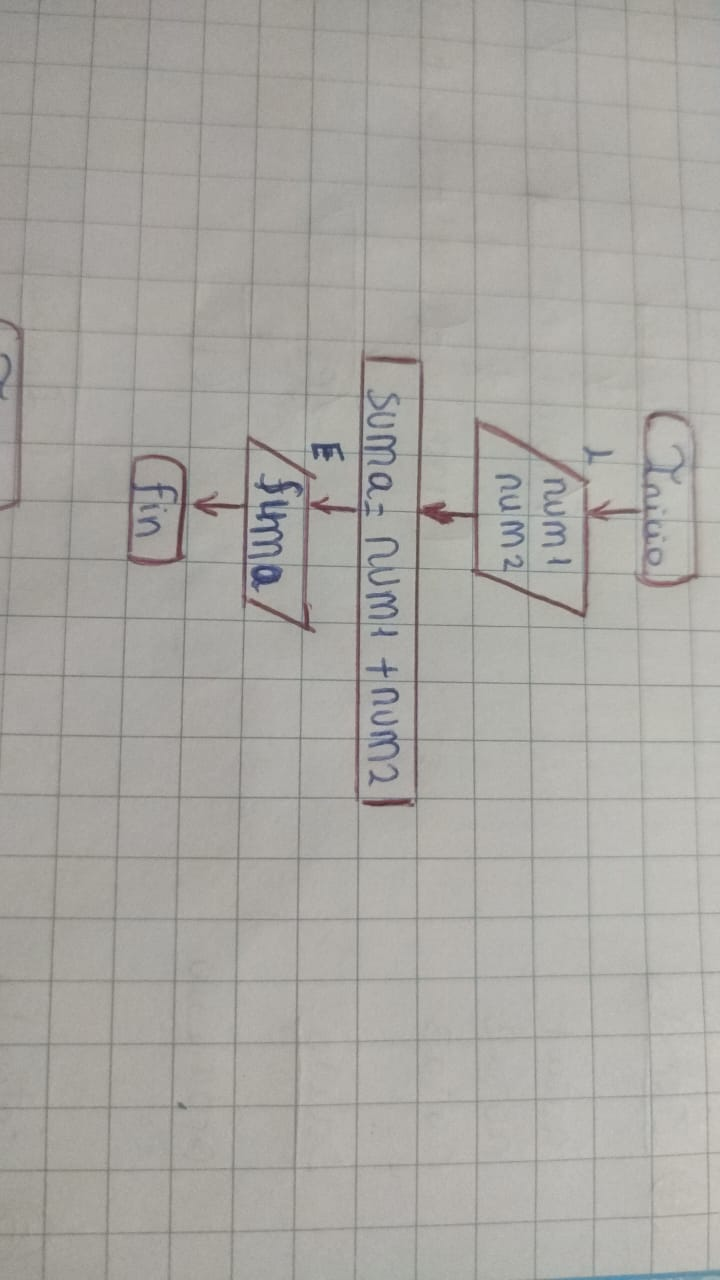 Inicio
L
num1
num2
suma= num1 + num2
E
suma
fin